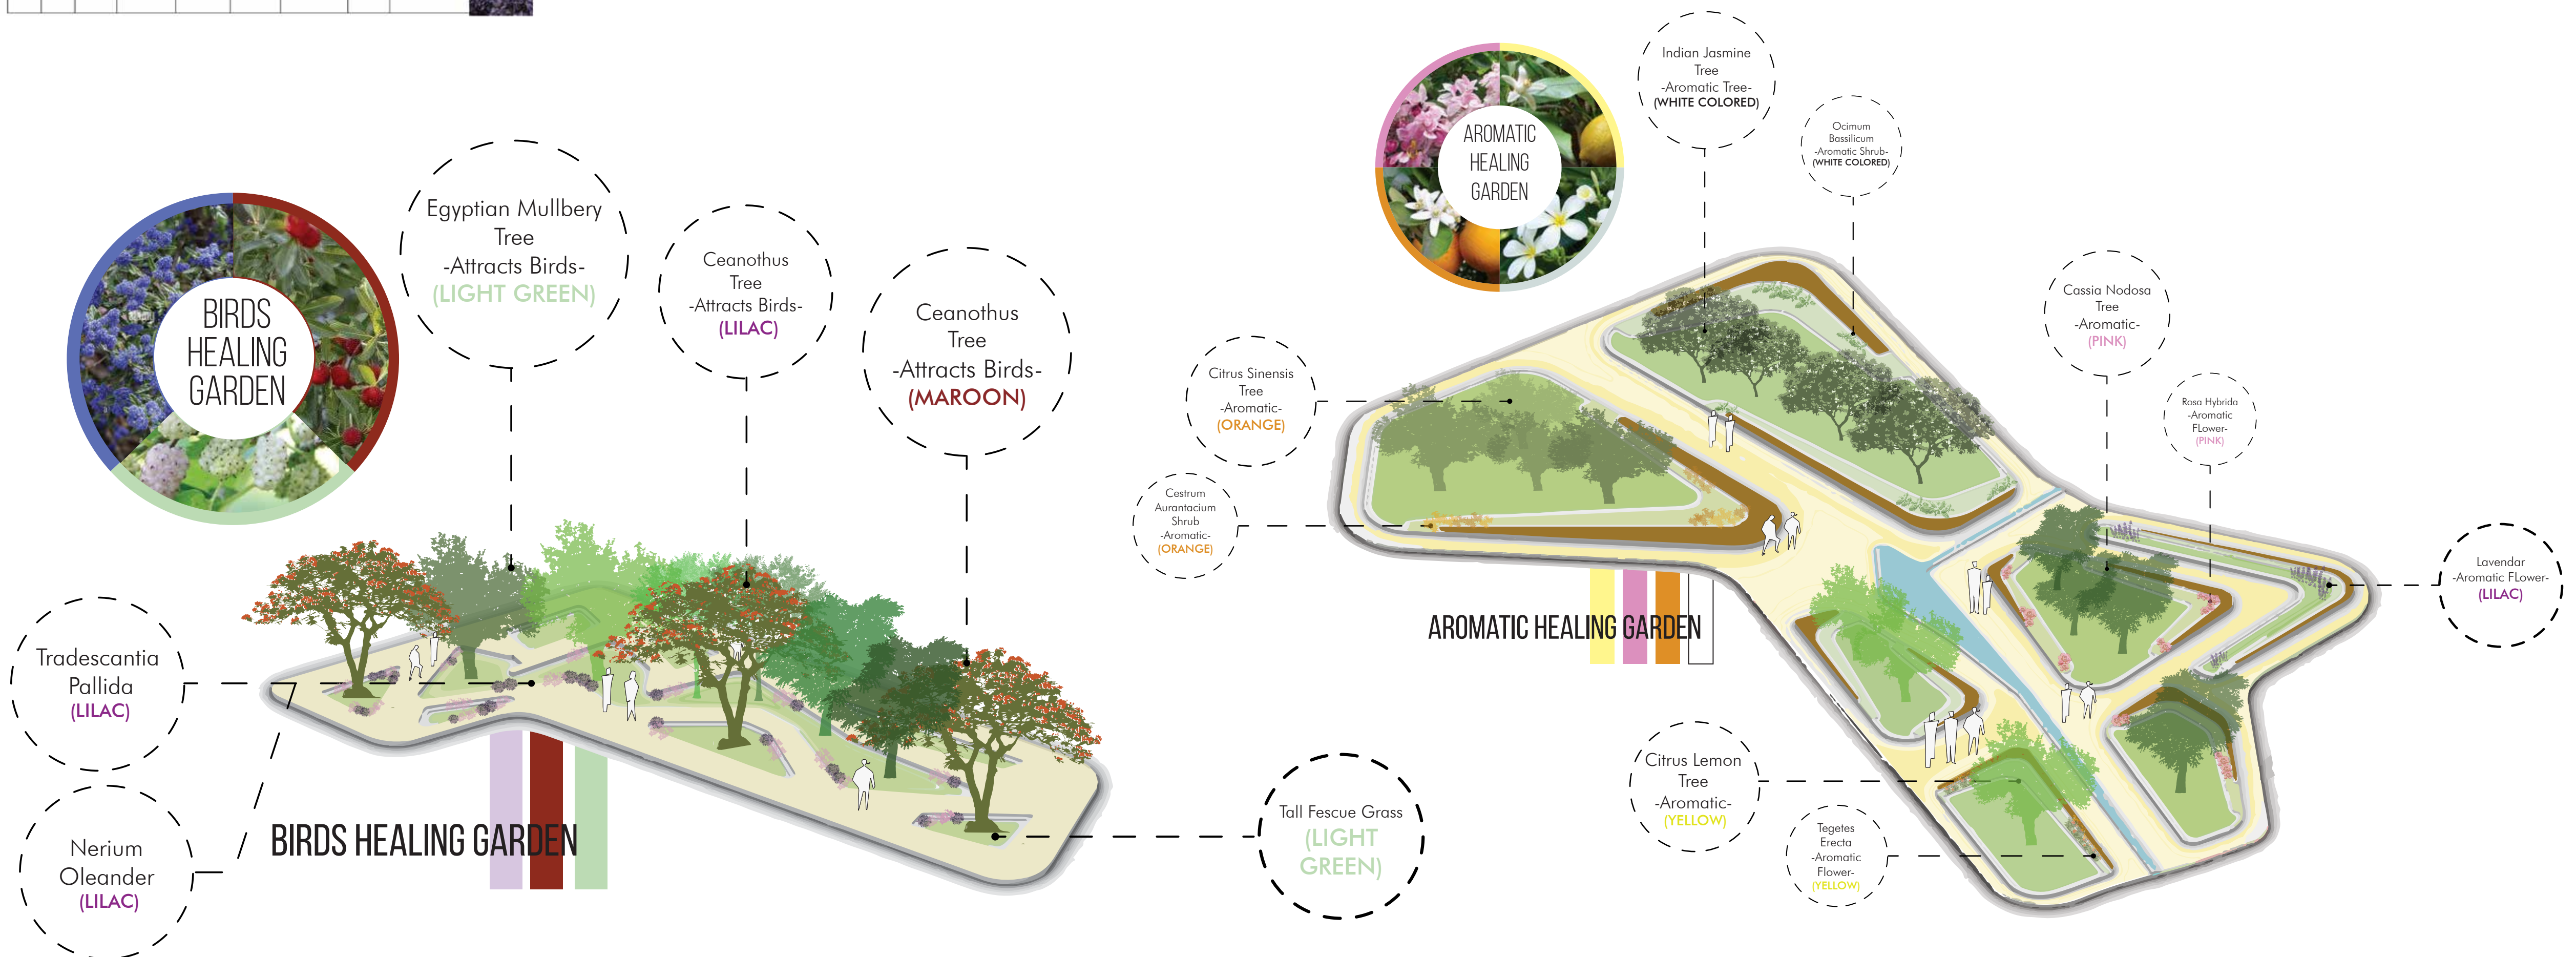 BIRDS
HEALING
GARDEN
Egyptian Mullbery
Tree
-Attracts Birds-
(LIGHT GREEN)
Ceanothus
Tree
-Attracts Birds-
(LILAC)
Ceanothus
Tree
-Attracts Birds-
(MAROON)
Tradescantia
Pallida
(LILAC)
Nerium
Oleander
(LILAC)
BIRDS HEALING GARDEN
Tall Fescue Grass
(LIGHT
GREEN)
AROMATIC
HEALING
GARDEN
Indian Jasmine
Tree
-Aromatic Tree-
(WHITE COLORED)
Ocimum
Bassilicum
-Aromatic Shrub-
(WHITE COLORED)
Cassia Nodosa
Tree
-Aromatic-
(PINK)
Rosa Hybrida
-Aromatic
FLower-
(PINK)
Citrus Sinensis
Tree
-Aromatic-
(ORANGE)
Cestrum
Aurantacium
Shrub
-Aromatic-
(ORANGE)
Lavendar
-Aromatic FLower-
(LILAC)
AROMATIC HEALING GARDEN
Citrus Lemon
Tree
-Aromatic-
(YELLOW)
Tegetes
Erecta
-Aromatic
Flower-
(YELLOW)